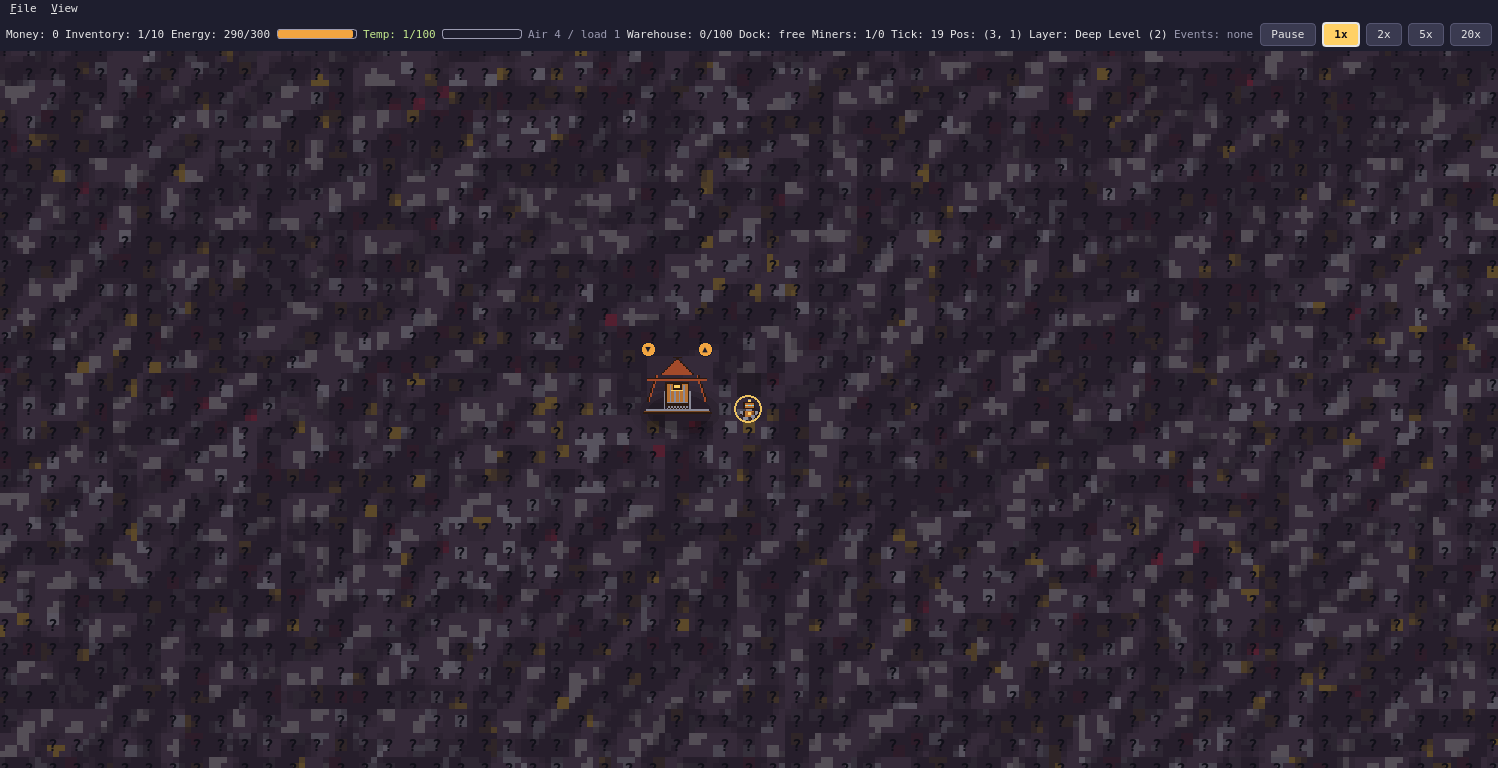 File View
Money: 0 Inventory: 1/10 Energy: 290/300 Temp: 1/100 Air 4 / load 1 Warehouse: 0/100 Dock: free Miners: 1/0 Tick: 19 Pos: (3, 1) Layer: Deep Level (2) Events: none Pause 1x 2x 5x 20x